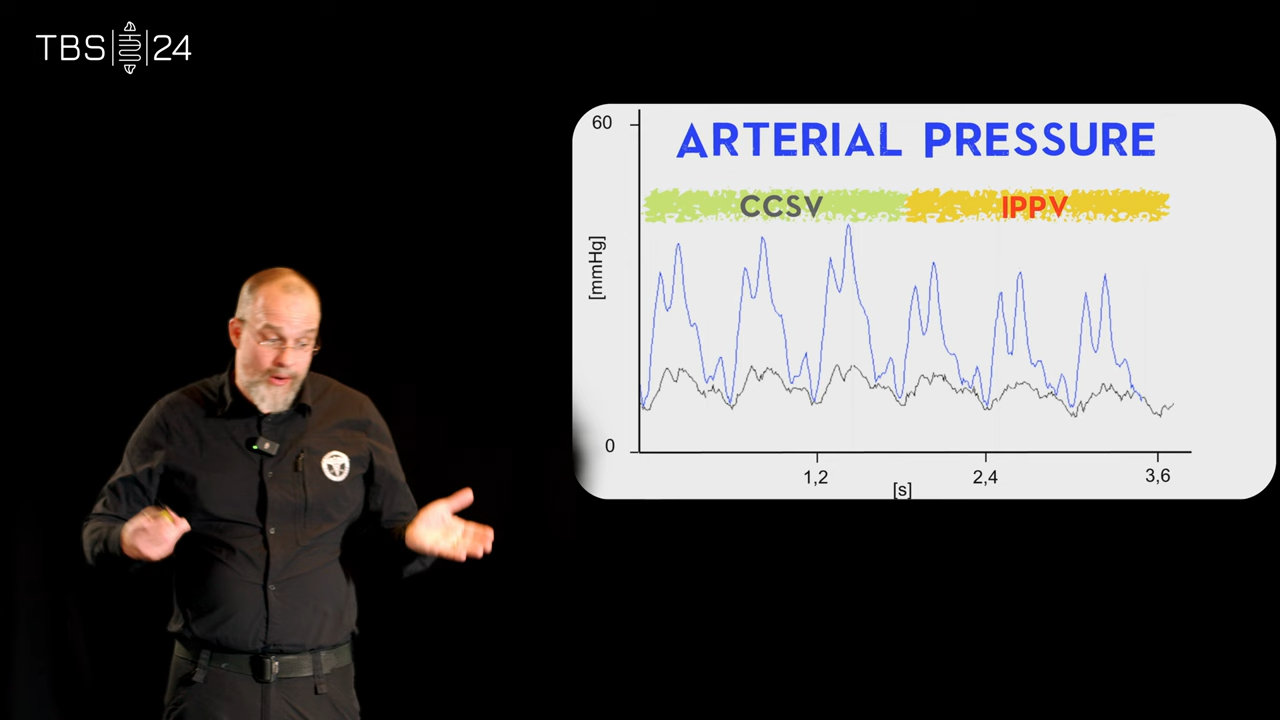 TBS 24
60
ARTERIAL PRESSURE
CCSV
IPPV
[mmHg]
0
1,2
2,4
3,6
[s]